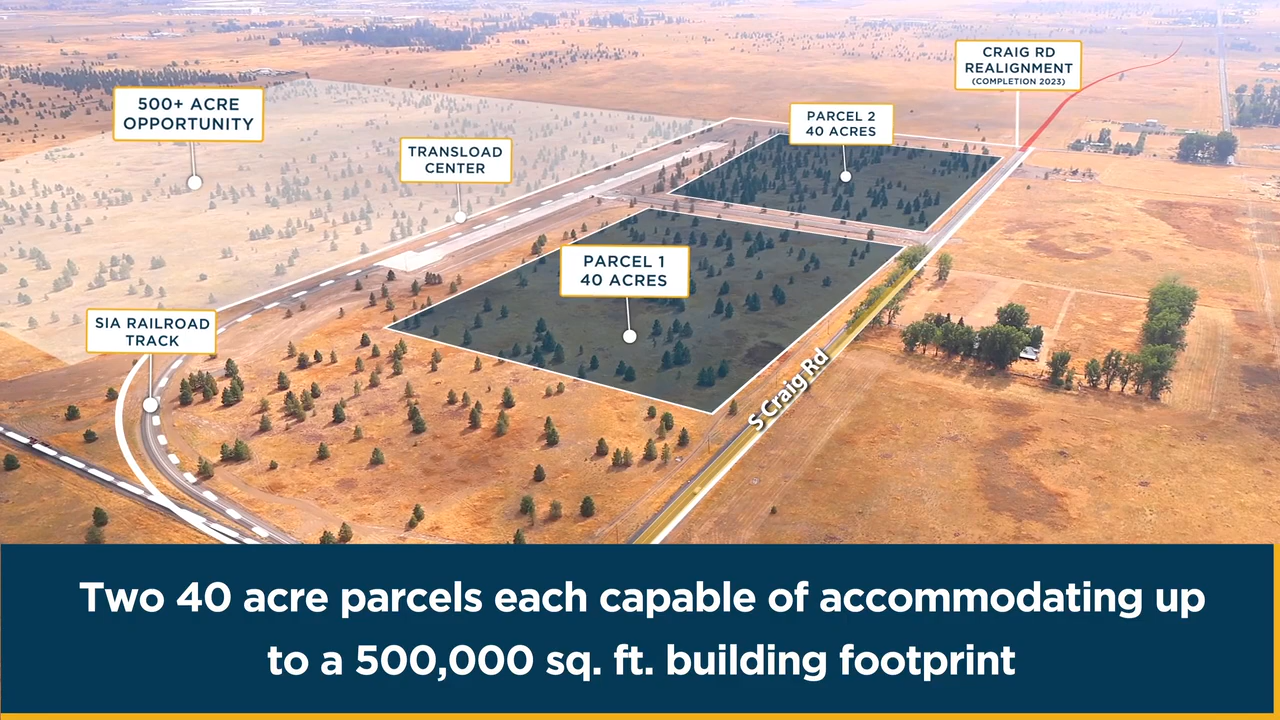 CRAIG RD
REALIGNMENT
(COMPLETION 2023)
500+ ACRE
OPPORTUNITY
PARCEL 2
40 ACRES
TRANSLOAD
CENTER
PARCEL 1
40 ACRES
SIA RAILROAD
TRACK
S Craig Rd
Two 40 acre parcels each capable of accommodating up
to a 500,000 sq. ft. building footprint